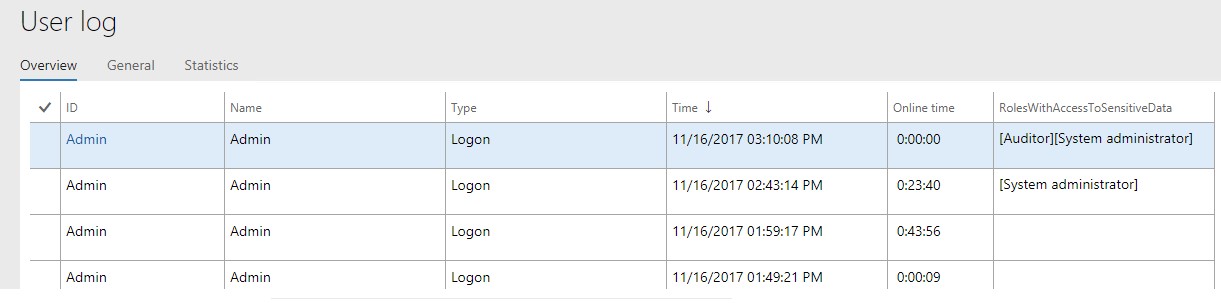 User log
Overview General Statistics
ID Name Type Time ↓ Online time RolesWithAccessToSensitiveData
Admin Admin Logon 11/16/2017 03:10:08 PM 0:00:00 [Auditor][System administrator]
Admin Admin Logon 11/16/2017 02:43:14 PM 0:23:40 [System administrator]
Admin Admin Logon 11/16/2017 01:59:17 PM 0:43:56
Admin Admin Logon 11/16/2017 01:49:21 PM 0:00:09